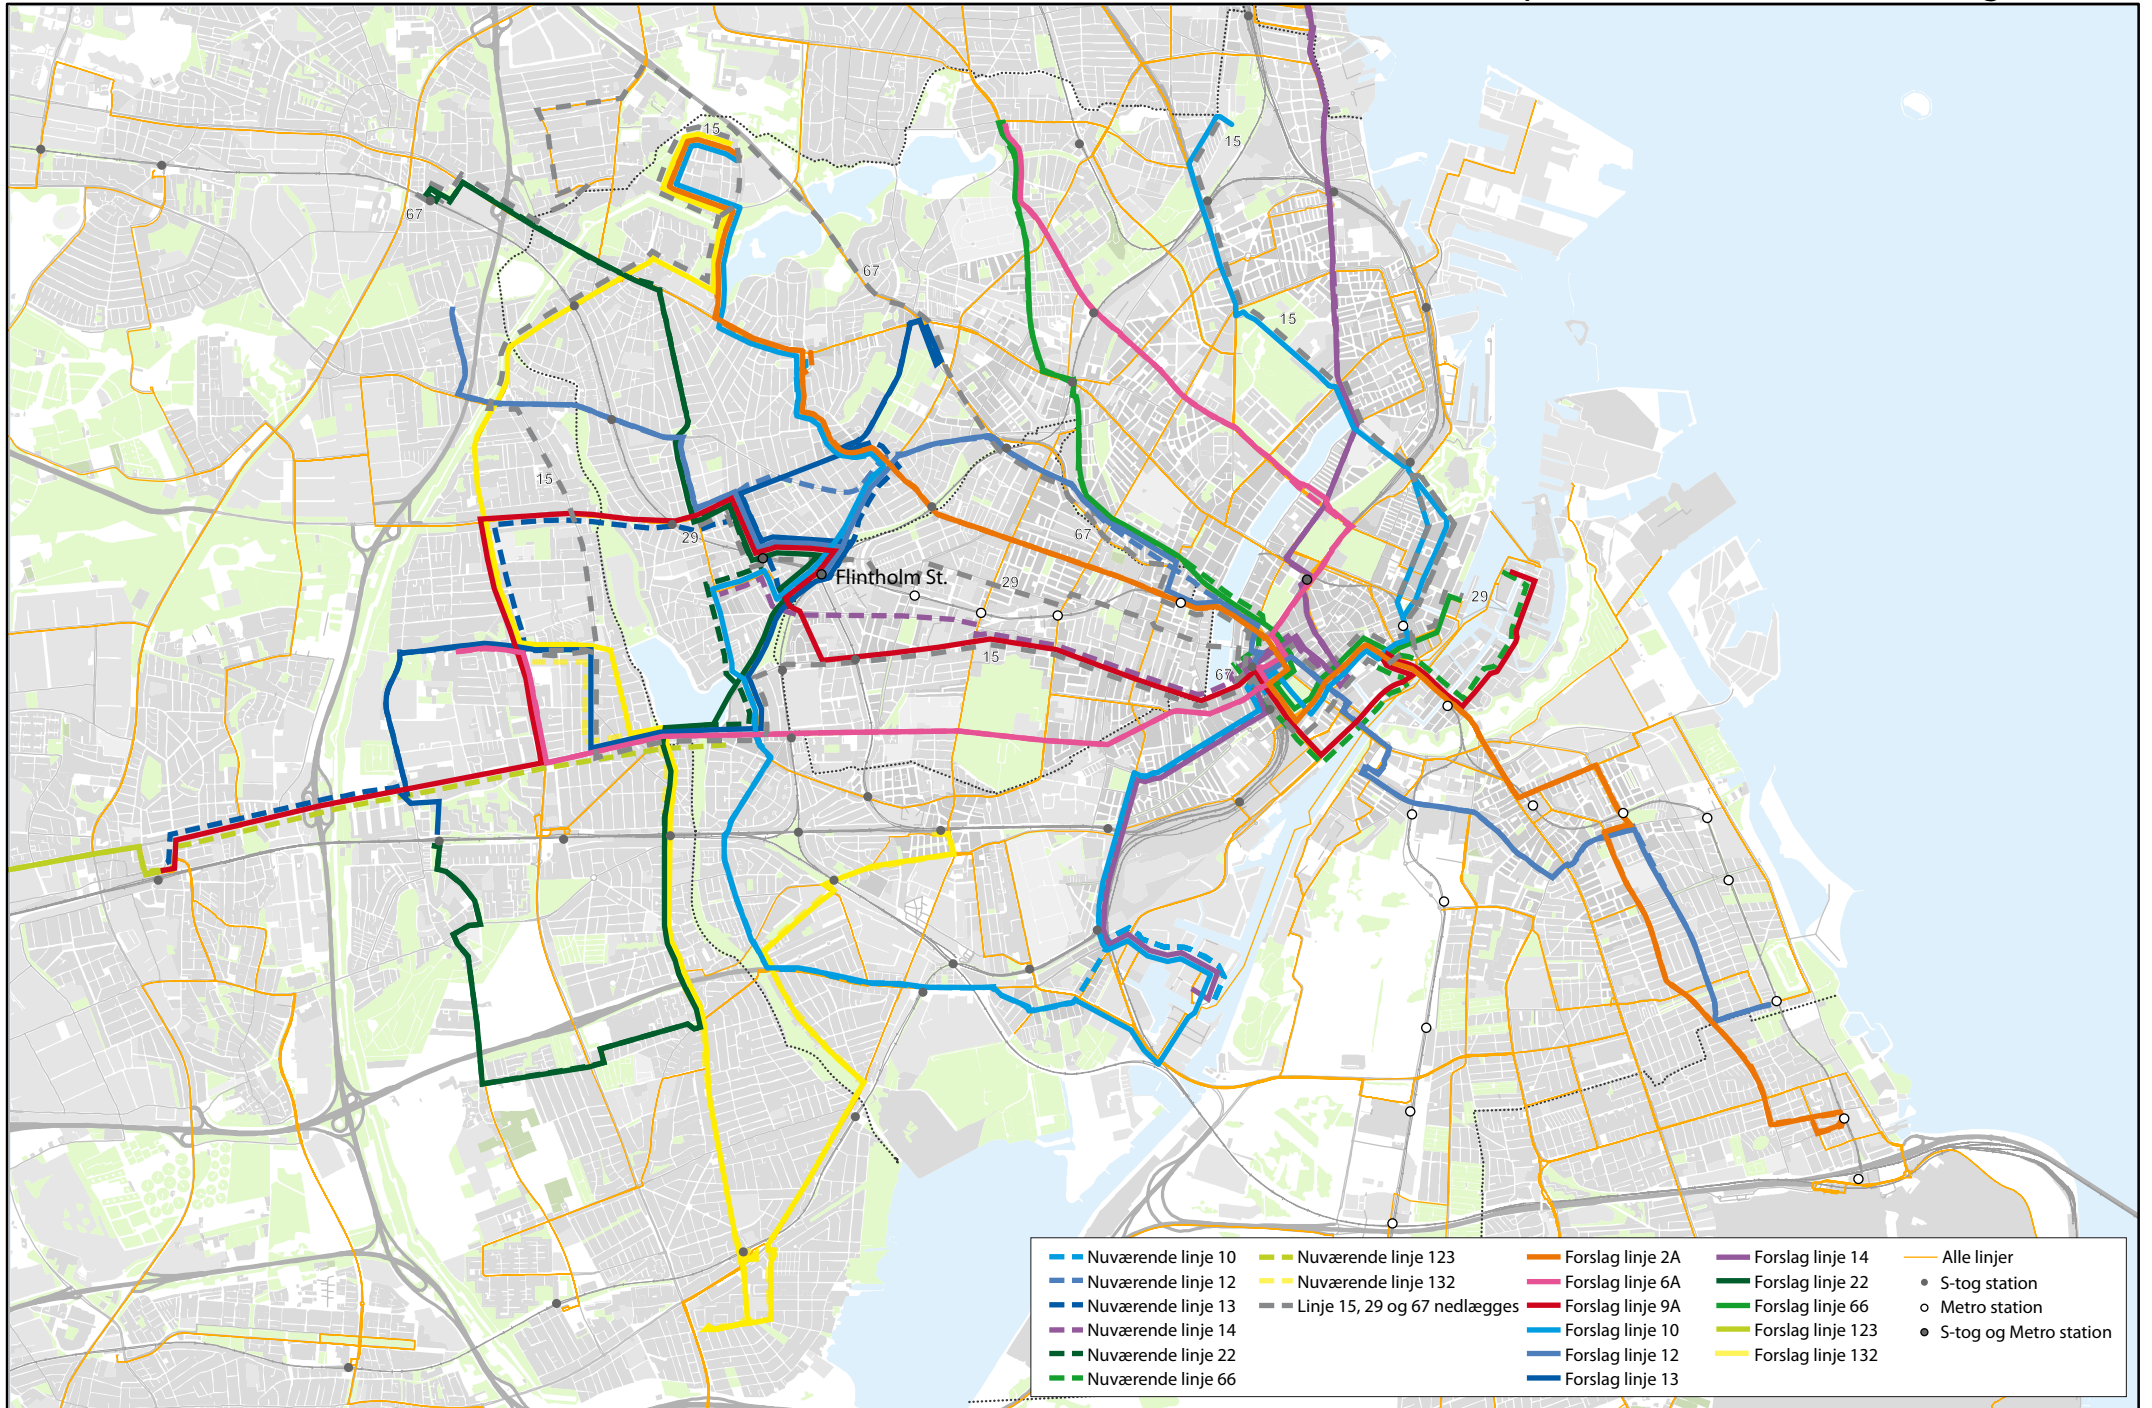 15
15
67
67
15
15
29
67
Flintholm St.
29
29
15
67
Nuværende linje 10
Nuværende linje 12
Nuværende linje 13
Nuværende linje 14
Nuværende linje 22
Nuværende linje 66
Nuværende linje 123
Nuværende linje 132
Linje 15, 29 og 67 nedlægges
Forslag linje 2A
Forslag linje 6A
Forslag linje 9A
Forslag linje 10
Forslag linje 12
Forslag linje 13
Forslag linje 14
Forslag linje 22
Forslag linje 66
Forslag linje 123
Forslag linje 132
Alle linjer
S-tog station
Metro station
S-tog og Metro station